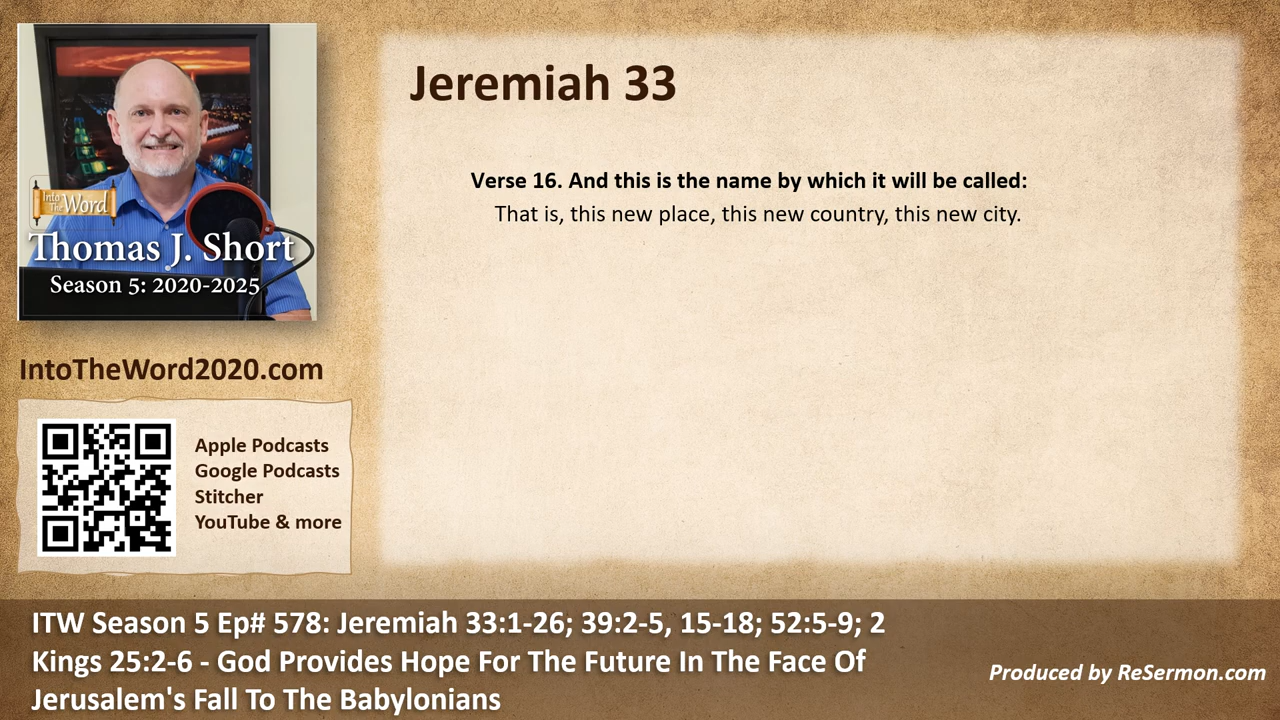 Into
The Word
Thomas J. Short
Season 5: 2020-2025
IntoTheWord2020.com
Apple Podcasts
Google Podcasts
Stitcher
YouTube & more
Jeremiah 33
Verse 16. And this is the name by which it will be called:
That is, this new place, this new country, this new city.
ITW Season 5 Ep# 578: Jeremiah 33:1-26; 39:2-5, 15-18; 52:5-9; 2
Kings 25:2-6 - God Provides Hope For The Future In The Face Of
Jerusalem's Fall To The Babylonians
Produced by ReSermon.com